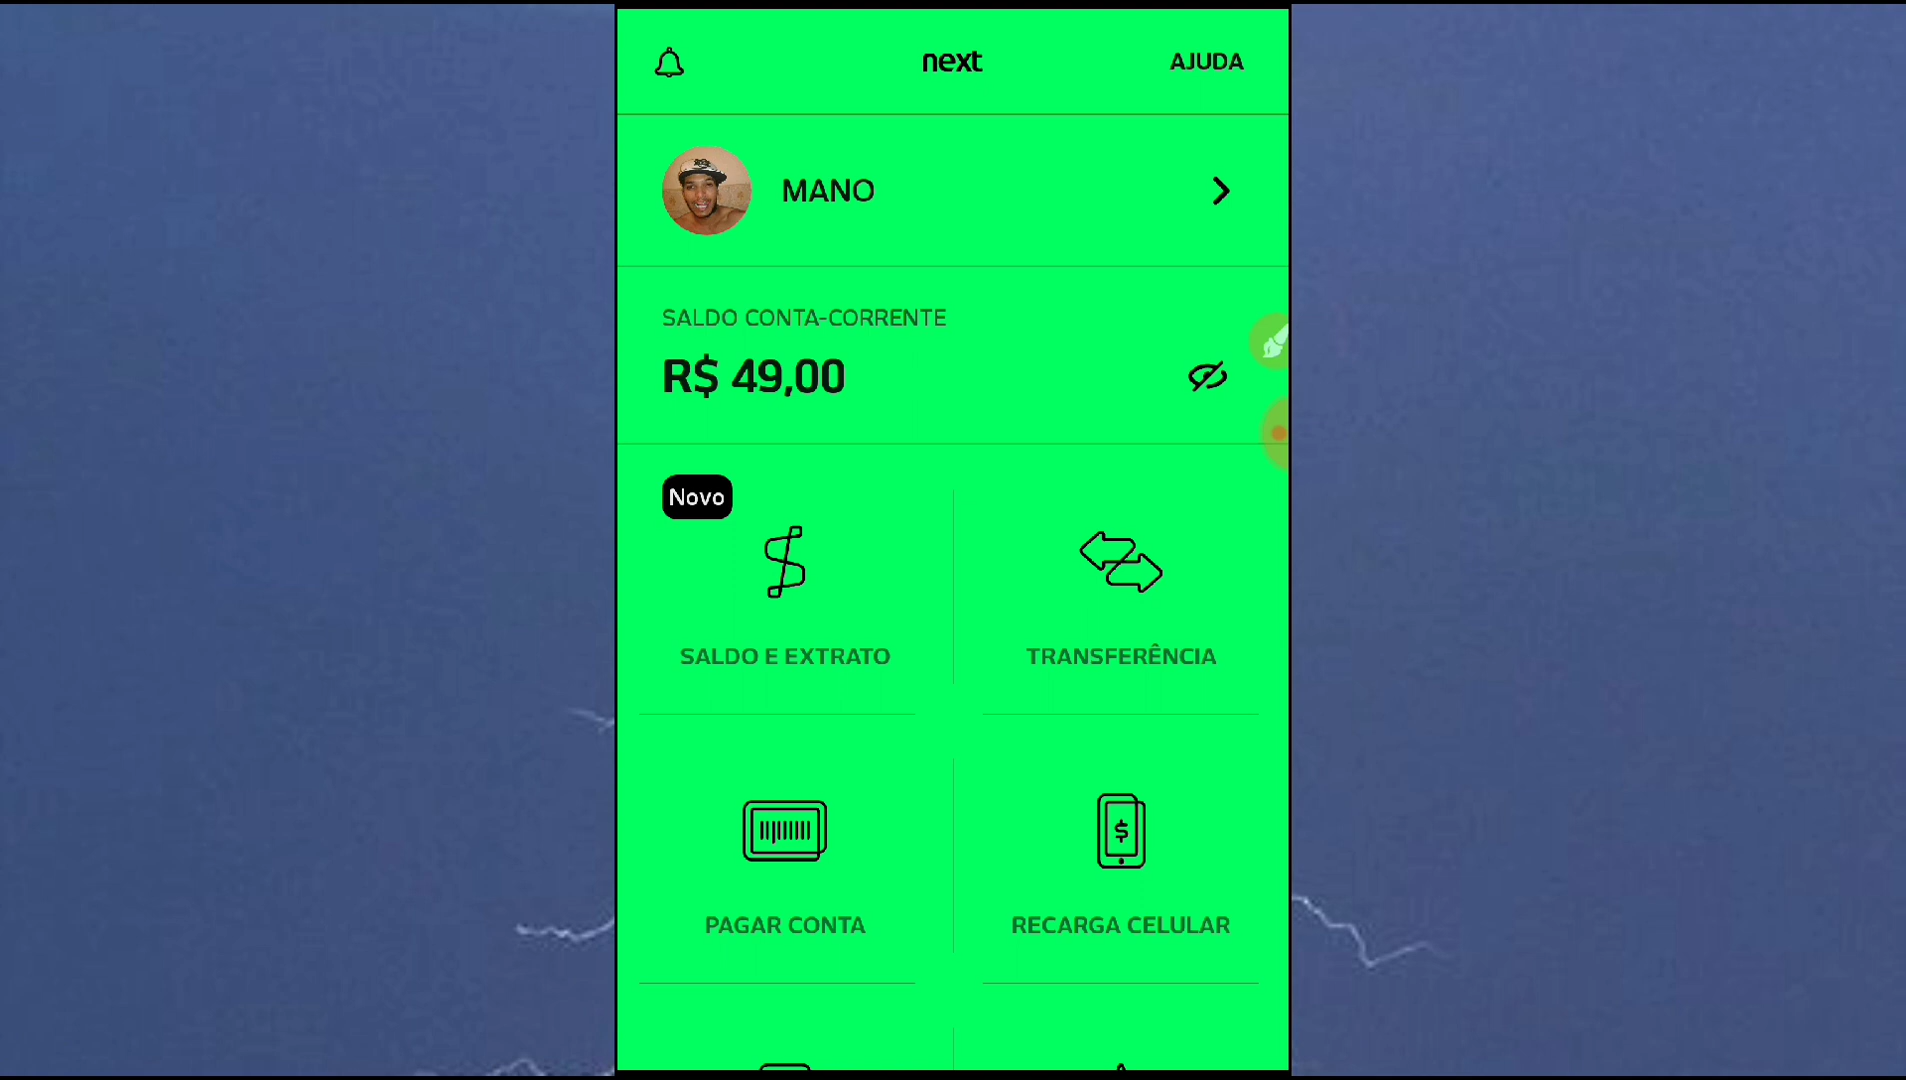 next
AJUDA
MANO
SALDO CONTA-CORRENTE
R$ 49,00
Novo
SALDO E EXTRATO
TRANSFERÊNCIA
PAGAR CONTA
RECARGA CELULAR